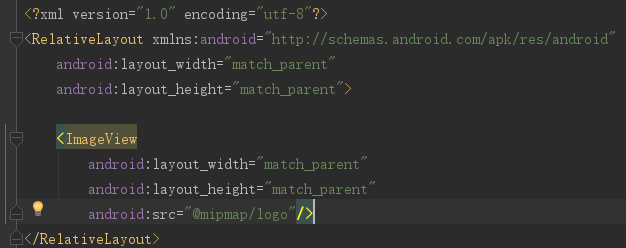 <?xml version="1.0" encoding="utf-8"?>
<RelativeLayout xmlns:android="http://schemas.android.com/apk/res/android"
    android:layout_width="match_parent"
    android:layout_height="match_parent">

    <ImageView
        android:layout_width="match_parent"
        android:layout_height="match_parent"
        android:src="@mipmap/logo"/>
</RelativeLayout>